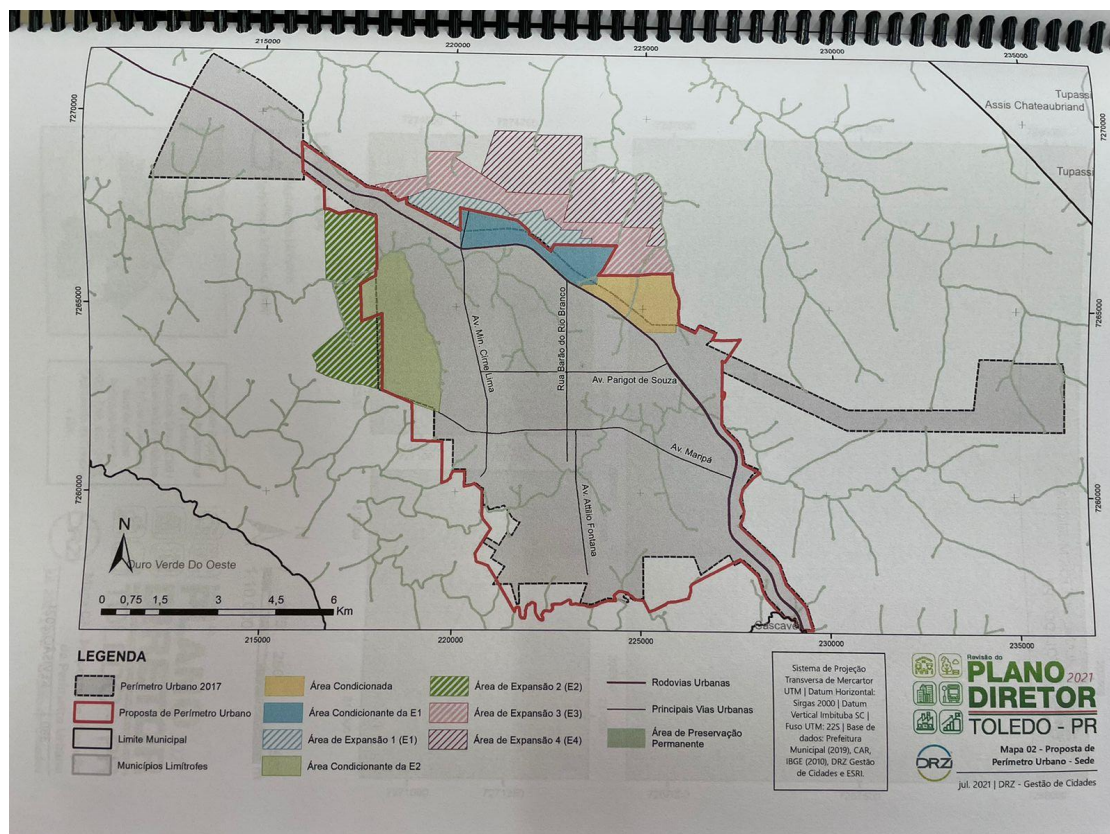 215000
220000
225000
230000
235000
7270000
7270000
Tupassi
Assis Chateaubriand
Tupassi
7265000
7265000
Av. Min. Cirne Lima
Rua Barão do Rio Branco
Av. Parigot de Souza
Av. Maripá
Av. Attílio Fontana
7260000
7260000
N
Ouro Verde Do Oeste
0 0,75 1,5 3 4,5 6
Km
Cascavel
215000
220000
225000
230000
235000
LEGENDA
Perímetro Urbano 2017
Proposta de Perímetro Urbano
Limite Municipal
Municípios Limítrofes
Área Condicionada
Área Condicionante da E1
Área de Expansão 1 (E1)
Área Condicionante da E2
Área de Expansão 2 (E2)
Área de Expansão 3 (E3)
Área de Expansão 4 (E4)
Rodovias Urbanas
Principais Vias Urbanas
Área de Preservação
Permanente
Sistema de Projeção
Transversa de Mercartor
UTM | Datum Horizontal:
Sirgas 2000 | Datum
Vertical Imbituba SC |
Fuso UTM: 22S | Base de
dados: Prefeitura
Municipal (2019), CAR,
IBGE (2010), DRZ Gestão
de Cidades e ESRI.
Revisão do
PLANO 2021
DIRETOR
TOLEDO - PR
DRZ
Mapa 02 - Proposta de
Perímetro Urbano - Sede
jul. 2021 | DRZ - Gestão de Cidades